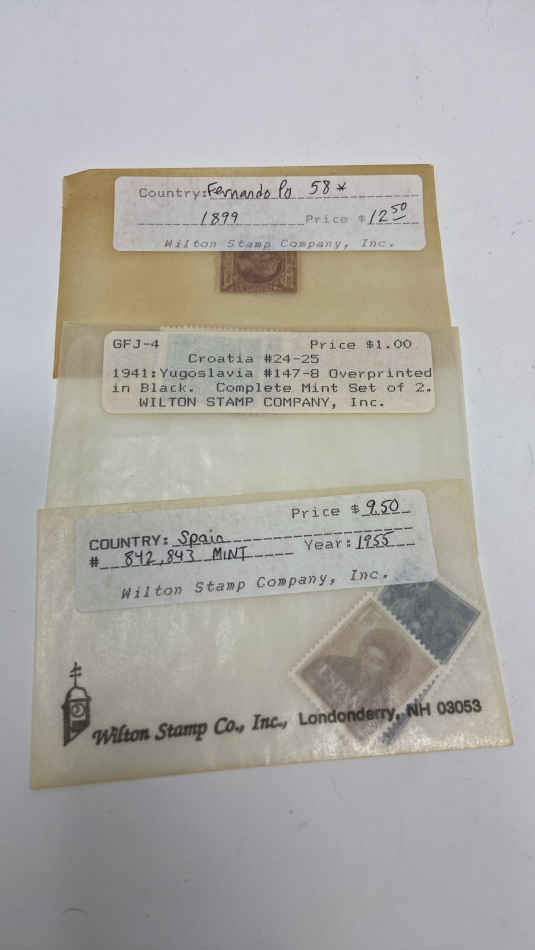 Country: Fernando Po 58*
1899 Price $12.50
Wilton Stamp Company, Inc.
GFJ-4 Price $1.00
Croatia #24-25
1941:Yugoslavia #147-8 Overprinted
in Black. Complete Mint Set of 2.
WILTON STAMP COMPANY, Inc.
Price $ 9.50
COUNTRY: Spain
# 842,843 MINT Year: 1955
Wilton Stamp Company, Inc.
Wilton Stamp Co., Inc., Londonderry, NH 03053